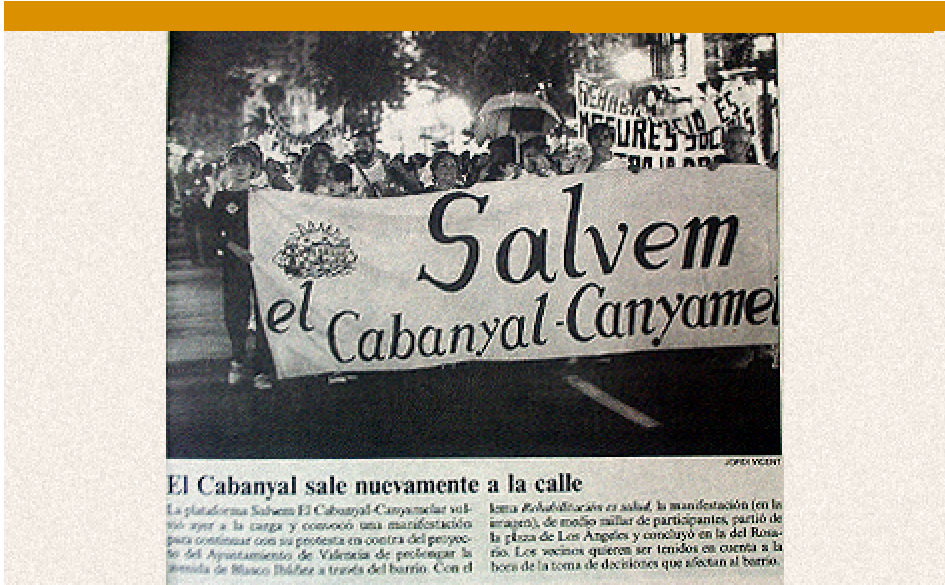 REHABI
MESURES SOCIALS
Salvem
el Cabanyal-Canyamel
JORDI VICENT
El Cabanyal sale nuevamente a la calle
La plataforma Salvem El Cabanyal-Canyamelar vol-
vió ayer a la carga y convocó una manifestación
para continuar con su protesta en contra del proyec-
to del Ayuntamiento de Valencia de prolongar la
avenida de Blasco Ibáñez a través del barrio. Con el
lema Rehabilitación es salud, la manifestación (en la
imagen), de medio millar de participantes, partió de
la plaza de Los Ángeles y concluyó en la del Rosa-
rio. Los vecinos quieren ser tenidos en cuenta a la
hora de la toma de decisiones que afectan al barrio.